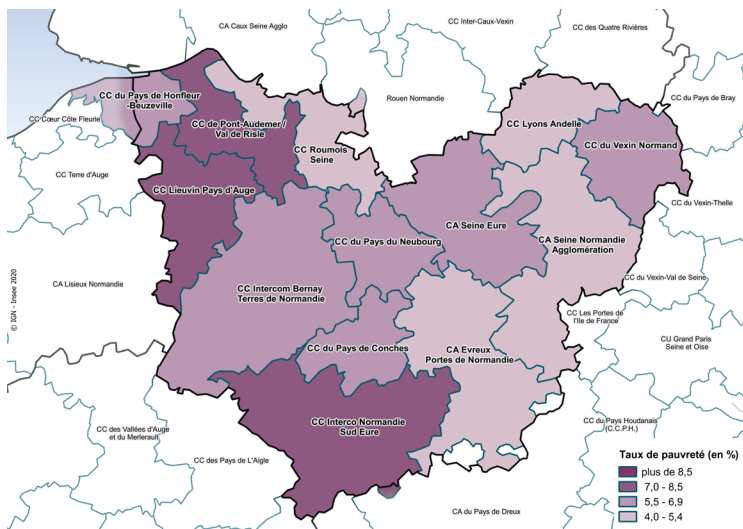 CA Caux Seine Agglo
CC Inter-Caux-Vexin
CC des Quatre Rivières
CC du Pays de Honfleur
-Beuzeville
Rouen Normandie
CC du Pays de Bray
CC Cœur Côte Fleurie
CC de Pont-Audemer /
Val de Risle
CC Lyons Andelle
CC Roumois
Seine
CC du Vexin Normand
CC Terre d'Auge
CC Lieuvin Pays d'Auge
CC du Vexin-Thelle
CA Seine Eure
CC du Pays du Neubourg
CA Seine Normandie
Agglomération
CA Lisieux Normandie
CC Intercom Bernay
Terres de Normandie
CC du Vexin-Val de Seine
© IGN - Insee 2020
CC Les Portes de
l'Ile de France
CU Grand Paris
Seine et Oise
CC du Pays de Conches
CA Evreux
Portes de Normandie
CC Interco Normandie
Sud Eure
CC du Pays Houdanais
(C.C.P.H.)
CC des Vallées d'Auge
et du Merlerault
CC des Pays de L'Aigle
CA du Pays de Dreux
Taux de pauvreté (en %)
plus de 8,5
7,0 - 8,5
5,5 - 6,9
4,0 - 5,4